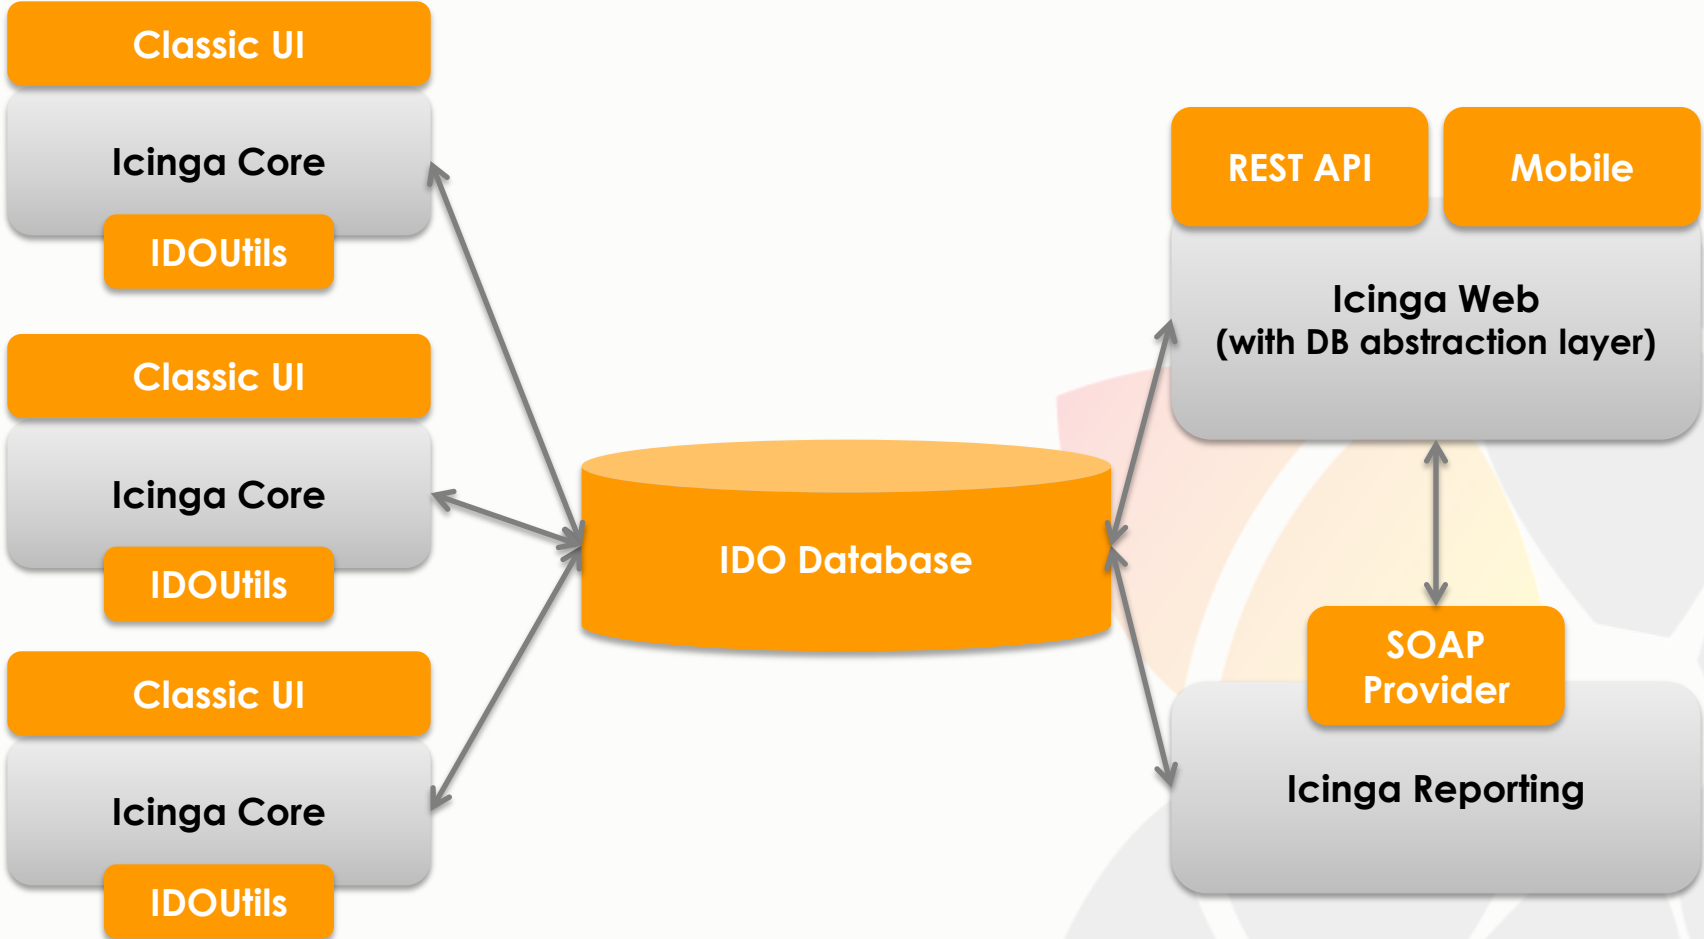 Classic UI
Icinga Core
IDOUtils
Classic UI
Icinga Core
IDOUtils
Classic UI
Icinga Core
IDOUtils
IDO Database
REST API
Mobile
Icinga Web
(with DB abstraction layer)
SOAP
Provider
Icinga Reporting